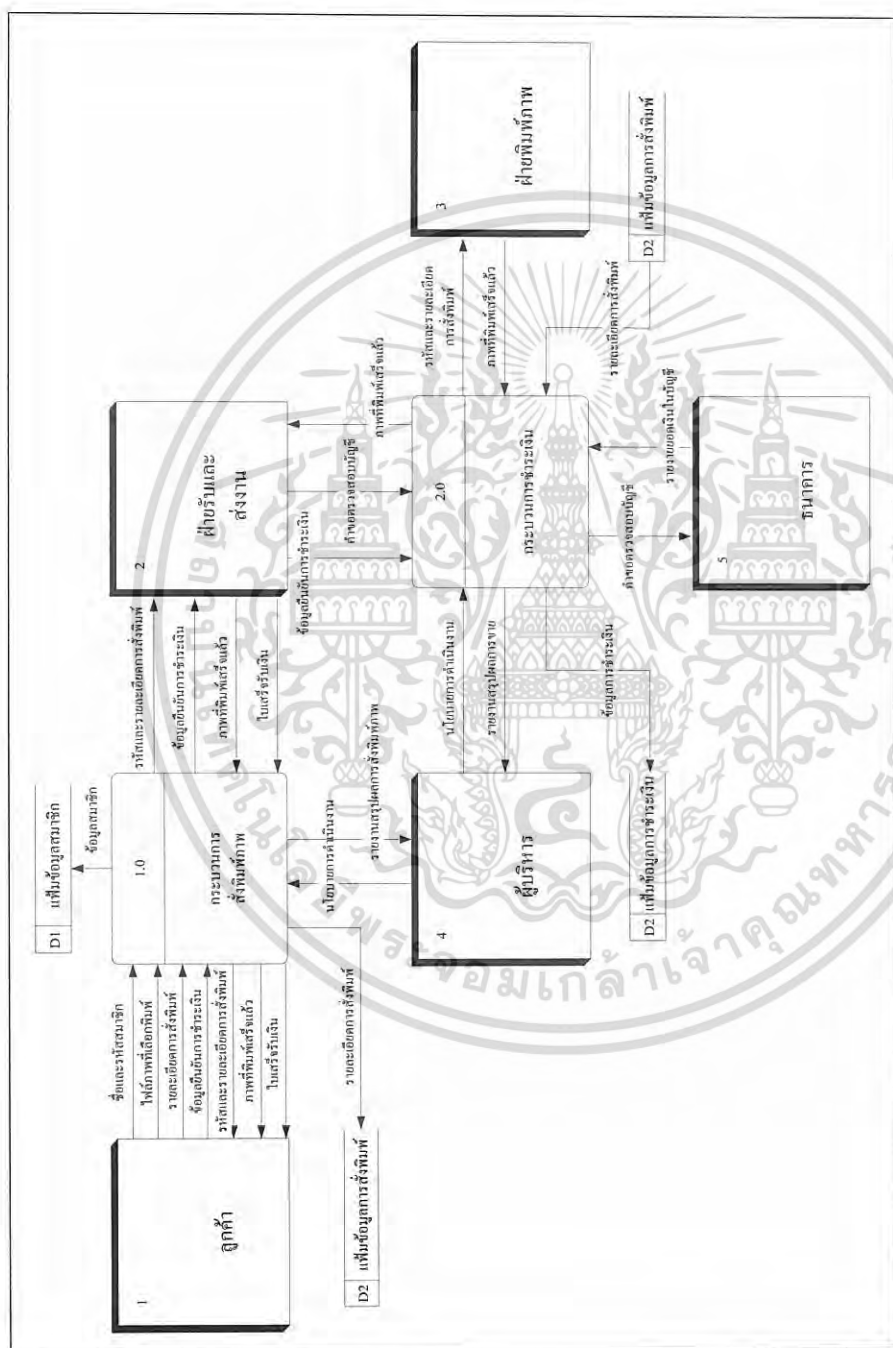 1
ลูกค้า
ชื่อและรหัสสมาชิก
ไฟล์ภาพที่เลือกพิมพ์
รายละเอียดการสั่งพิมพ์
ข้อมูลยืนยันการชำระเงิน
รหัสและรายละเอียดการสั่งพิมพ์
ภาพที่พิมพ์เสร็จแล้ว
ใบเสร็จรับเงิน
D1 แฟ้มข้อมูลสมาชิก
ข้อมูลสมาชิก
1.0
กระบวนการ
สั่งพิมพ์ภาพ
รายละเอียดการสั่งพิมพ์
D2 แฟ้มข้อมูลการสั่งพิมพ์
รหัสและรายละเอียดการสั่งพิมพ์
ข้อมูลยืนยันการชำระเงิน
ภาพที่พิมพ์เสร็จแล้ว
ใบเสร็จรับเงิน
2
ฝ่ายรับและ
ส่งงาน
นโยบายการดำเนินงาน
รายงานสรุปผลการสั่งพิมพ์ภาพ
4
ผู้บริหาร
ข้อมูลยืนยันการชำระเงิน
คำขอตรวจสอบบัญชี
ภาพที่พิมพ์เสร็จแล้ว
นโยบายการดำเนินงาน
รายงานสรุปผลการขาย
ข้อมูลการชำระเงิน
D2 แฟ้มข้อมูลการชำระเงิน
2.0
กระบวนการชำระเงิน
รหัสและรายละเอียด
การสั่งพิมพ์
ภาพที่พิมพ์เสร็จแล้ว
3
ฝ่ายพิมพ์ภาพ
รายละเอียดการสั่งพิมพ์
D2 แฟ้มข้อมูลการสั่งพิมพ์
คำขอตรวจสอบบัญชี
รายงานยอดเงินในบัญชี
5
ธนาคาร